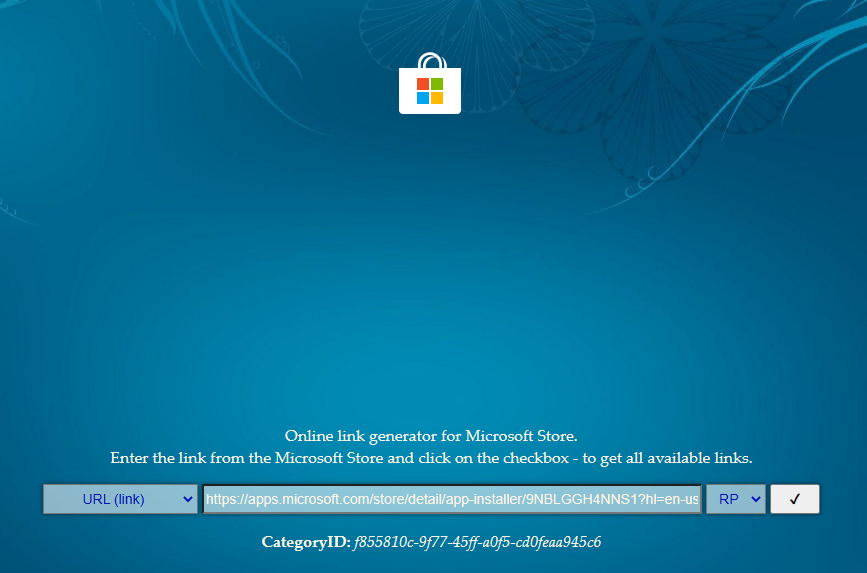 Online link generator for Microsoft Store.
Enter the link from the Microsoft Store and click on the checkbox - to get all available links.
URL (link) https://apps.microsoft.com/store/detail/app-installer/9NBLGGH4NNS1?hl=en-us RP ✓
CategoryID: f855810c-9f77-45ff-a0f5-cd0feaa945c6